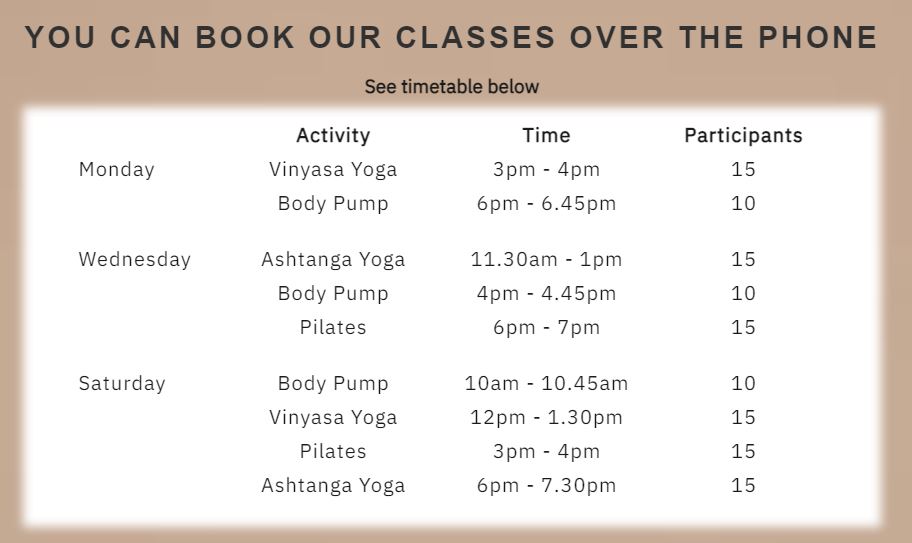 YOU CAN BOOK OUR CLASSES OVER THE PHONE
See timetable below
Activity Time Participants
Monday Vinyasa Yoga 3pm - 4pm 15
Body Pump 6pm - 6.45pm 10
Wednesday Ashtanga Yoga 11.30am - 1pm 15
Body Pump 4pm - 4.45pm 10
Pilates 6pm - 7pm 15
Saturday Body Pump 10am - 10.45am 10
Vinyasa Yoga 12pm - 1.30pm 15
Pilates 3pm - 4pm 15
Ashtanga Yoga 6pm - 7.30pm 15